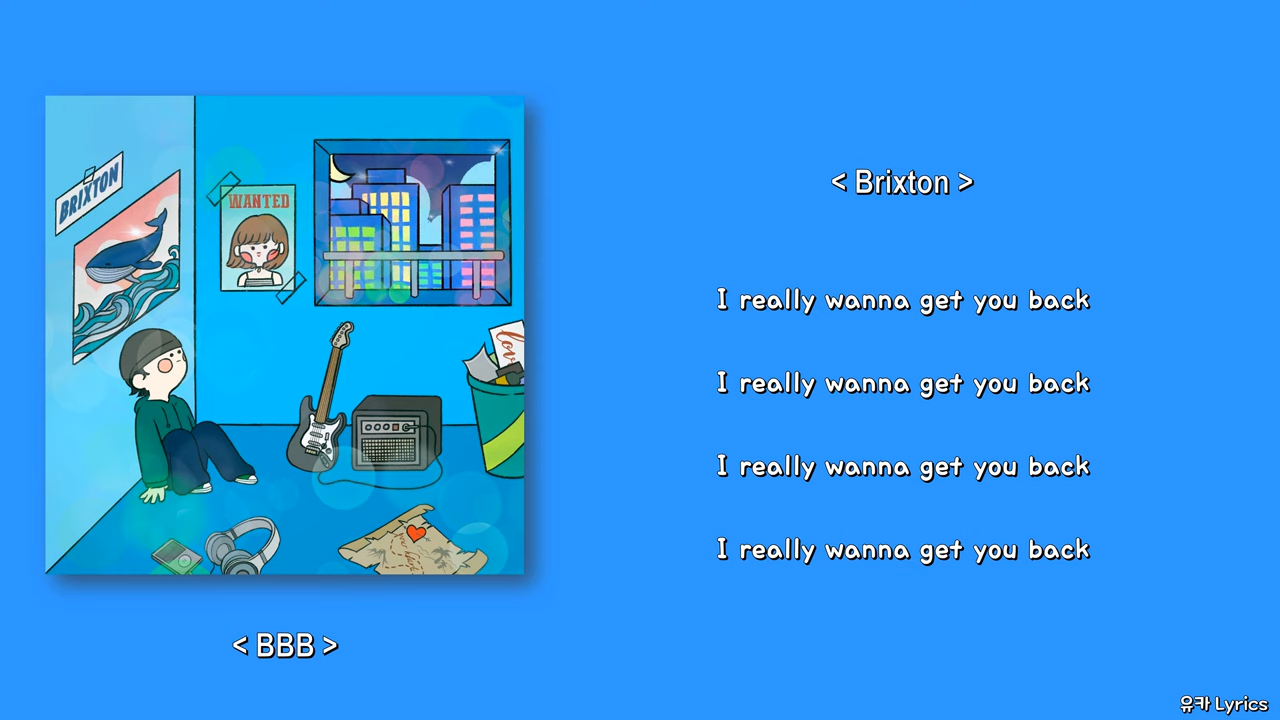 BRIXTON
WANTED
lov
< BBB >
< Brixton >
I really wanna get you back
I really wanna get you back
I really wanna get you back
I really wanna get you back
유카 Lyrics